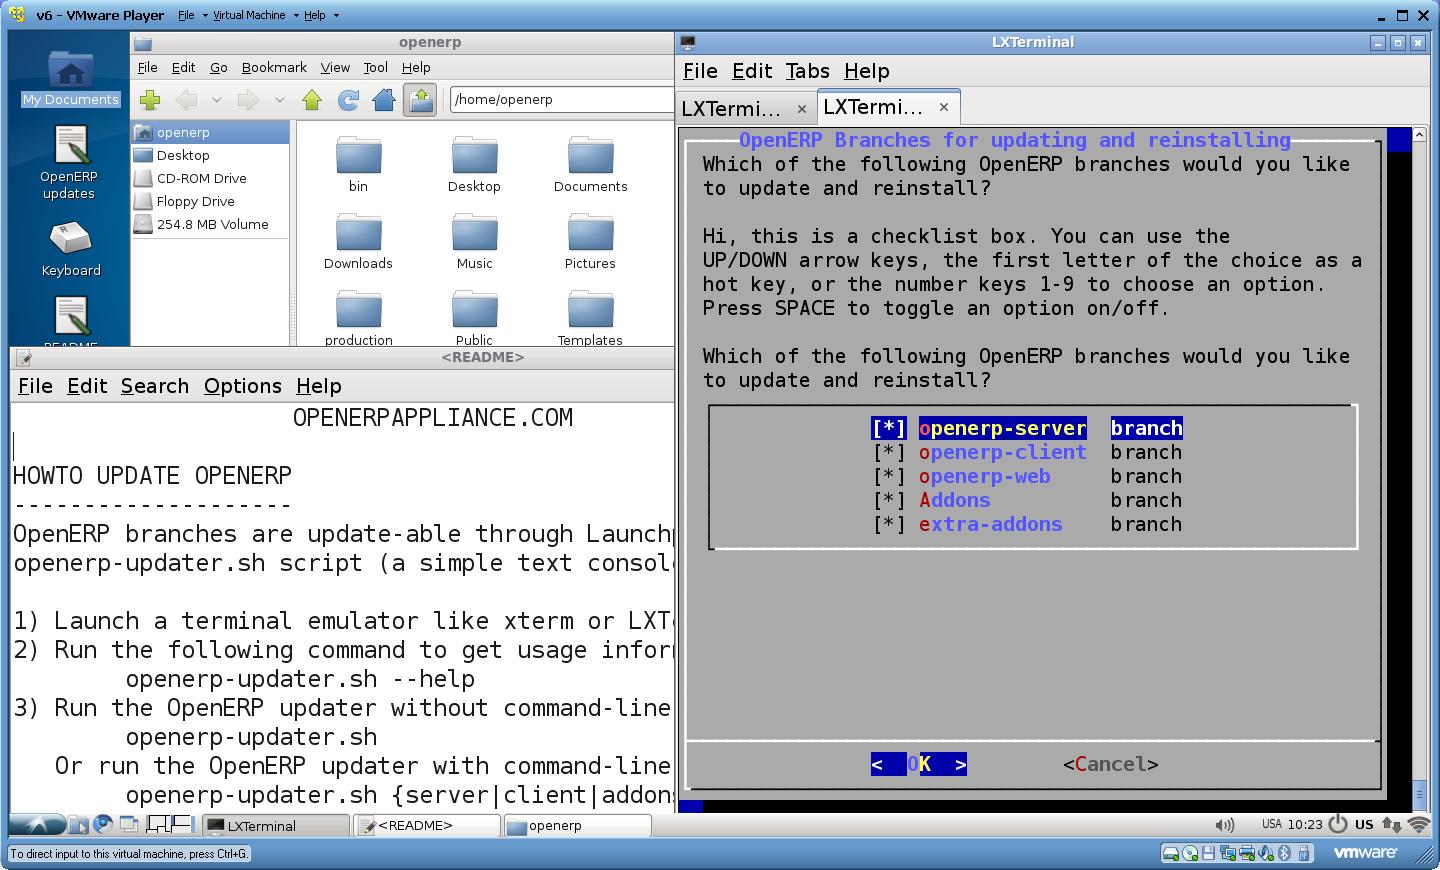 v6 - VMware Player File Virtual Machine Help
My Documents
OpenERP
updates
Keyboard
openerp
File Edit Go Bookmark View Tool Help
/home/openerp
openerp
Desktop
CD-ROM Drive
Floppy Drive
254.8 MB Volume
bin
Desktop
Documents
Downloads
Music
Pictures
production
Public
Templates
<README>
File Edit Search Options Help
OPENERPAPPLIANCE.COM
HOWTO UPDATE OPENERP
--------------------
OpenERP branches are update-able through Launch
openerp-updater.sh script (a simple text consol
1) Launch a terminal emulator like xterm or LXT
2) Run the following command to get usage infor
openerp-updater.sh --help
3) Run the OpenERP updater without command-line
openerp-updater.sh
Or run the OpenERP updater with command-line
openerp-updater.sh {server|client|addon
LXTerminal
File Edit Tabs Help
LXTermi...
LXTermi...
OpenERP Branches for updating and reinstalling
Which of the following OpenERP branches would you like
to update and reinstall?
Hi, this is a checklist box. You can use the
UP/DOWN arrow keys, the first letter of the choice as a
hot key, or the number keys 1-9 to choose an option.
Press SPACE to toggle an option on/off.
Which of the following OpenERP branches would you like
to update and reinstall?
[*] openerp-server branch
[*] openerp-client branch
[*] openerp-web branch
[*] Addons branch
[*] extra-addons branch
< OK > <Cancel>
LXTerminal
<README>
openerp
USA 10:23 US
To direct input to this virtual machine, press Ctrl+G.
vmware